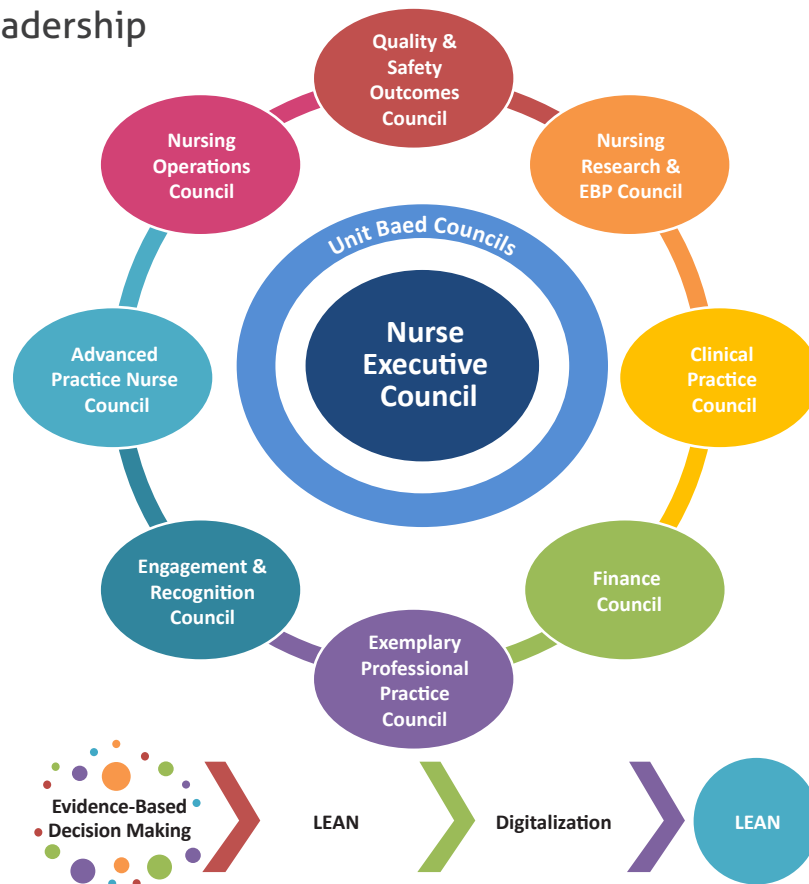 adership
Quality &
Safety
Outcomes
Council
Nursing
Operations
Council
Nursing
Research &
EBP Council
Unit Baed Councils
Nurse
Executive
Council
Advanced
Practice Nurse
Council
Clinical
Practice
Council
Engagement &
Recognition
Council
Finance
Council
Exemplary
Professional
Practice
Council
Evidence-Based
Decision Making
LEAN
Digitalization
LEAN